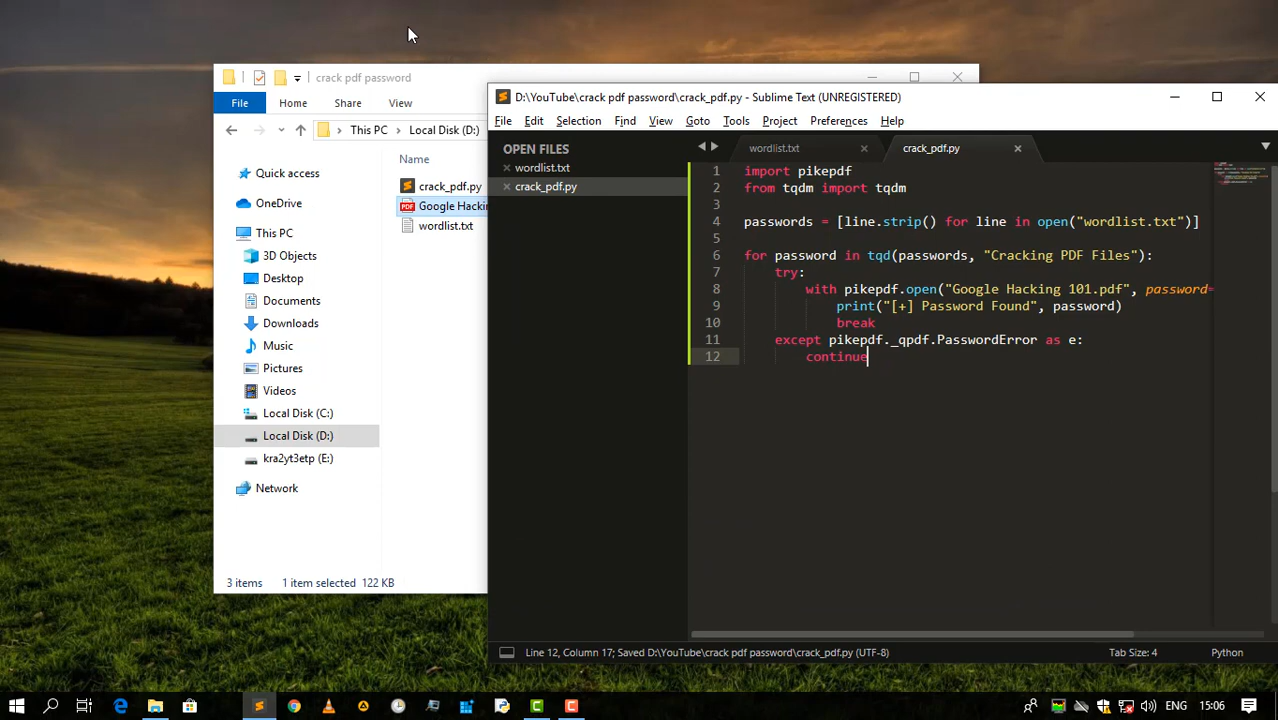 crack pdf password
File Home Share View
This PC Local Disk (D:)
Name
Quick access
OneDrive
This PC
3D Objects
Desktop
Documents
Downloads
Music
Pictures
Videos
Local Disk (C:)
Local Disk (D:)
kra2yt3etp (E:)
Network
crack_pdf.py
PDF Google Hackin
wordlist.txt
3 items 1 item selected 122 KB
D:\YouTube\crack pdf password\crack_pdf.py - Sublime Text (UNREGISTERED)
File Edit Selection Find View Goto Tools Project Preferences Help
OPEN FILES
wordlist.txt
crack_pdf.py
wordlist.txt crack_pdf.py
1 import pikepdf
2 from tqdm import tqdm
3
4 passwords = [line.strip() for line in open("wordlist.txt")]
5
6 for password in tqd(passwords, "Cracking PDF Files"):
7 try:
8 with pikepdf.open("Google Hacking 101.pdf", password=
9 print("[+] Password Found", password)
10 break
11 except pikepdf._qpdf.PasswordError as e:
12 continue
Line 12, Column 17; Saved D:\YouTube\crack pdf password\crack_pdf.py (UTF-8) Tab Size: 4 Python
ENG 15:06